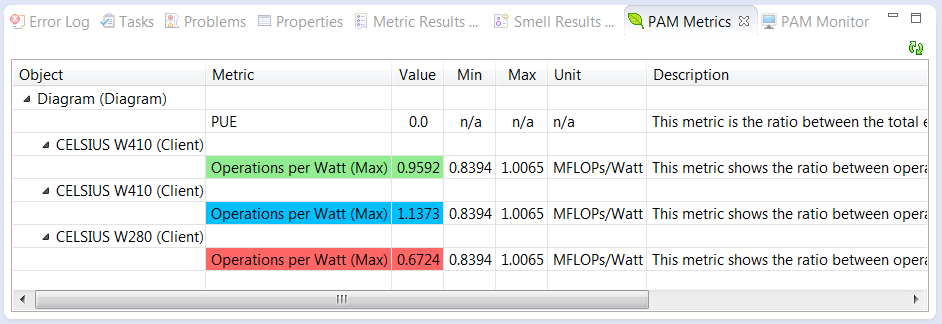 Error Log Tasks Problems Properties Metric Results ... Smell Results ... PAM Metrics PAM Monitor
Object Metric Value Min Max Unit Description
Diagram (Diagram)
PUE 0.0 n/a n/a n/a This metric is the ratio between the total e
CELSIUS W410 (Client)
Operations per Watt (Max) 0.9592 0.8394 1.0065 MFLOPs/Watt This metric shows the ratio between opera
CELSIUS W410 (Client)
Operations per Watt (Max) 1.1373 0.8394 1.0065 MFLOPs/Watt This metric shows the ratio between opera
CELSIUS W280 (Client)
Operations per Watt (Max) 0.6724 0.8394 1.0065 MFLOPs/Watt This metric shows the ratio between opera